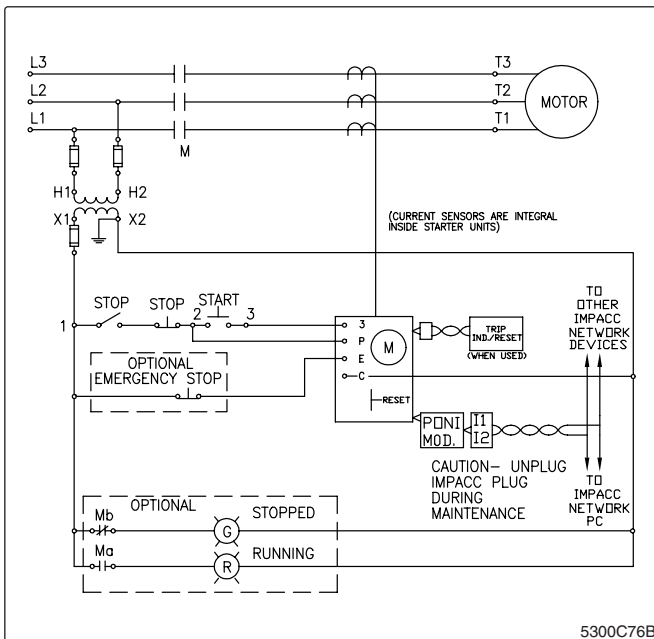 L3
T3
L2
T2
MOTOR
L1
T1
M
H1
H2
X1
X2
(CURRENT SENSORS ARE INTEGRAL
INSIDE STARTER UNITS)
TO
OTHER
IMPACC
NETWORK
DEVICES
STOP
STOP
START
1
2
3
3
P
E
C
M
RESET
TRIP
IND./RESET
(WHEN USED)
OPTIONAL
EMERGENCY STOP
PONI
MOD.
I1
I2
CAUTION- UNPLUG
IMPACC PLUG
DURING
MAINTENANCE
TO
IMPACC
NETWORK
PC
OPTIONAL
Mb
G
STOPPED
Ma
R
RUNNING
5300C76B